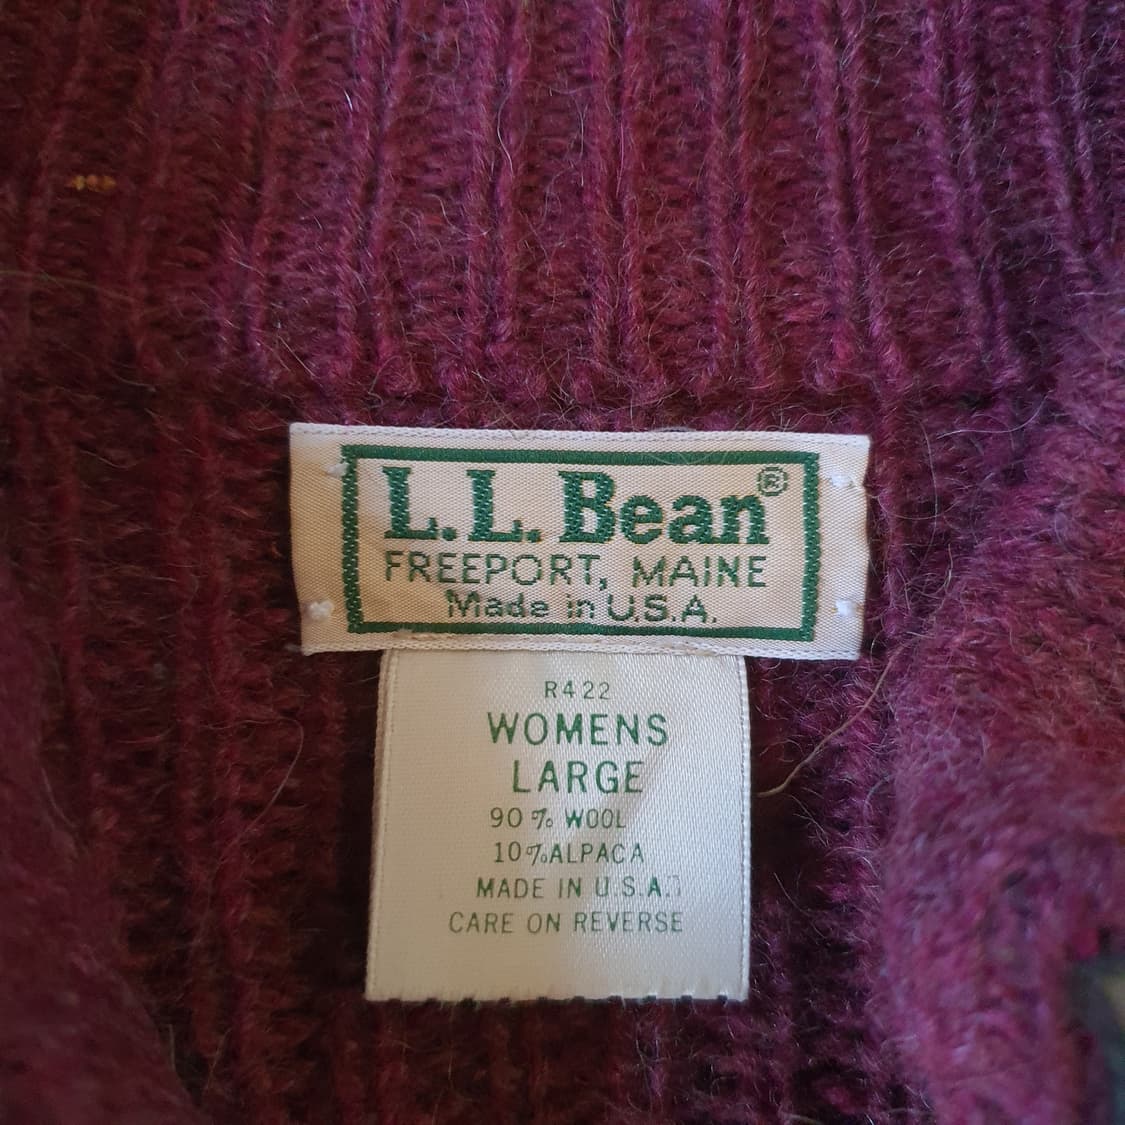 L.L. Bean®
FREEPORT, MAINE
Made in U.S.A.
R422
WOMENS
LARGE
90% WOOL
10%ALPACA
MADE IN U.S.A.
CARE ON REVERSE